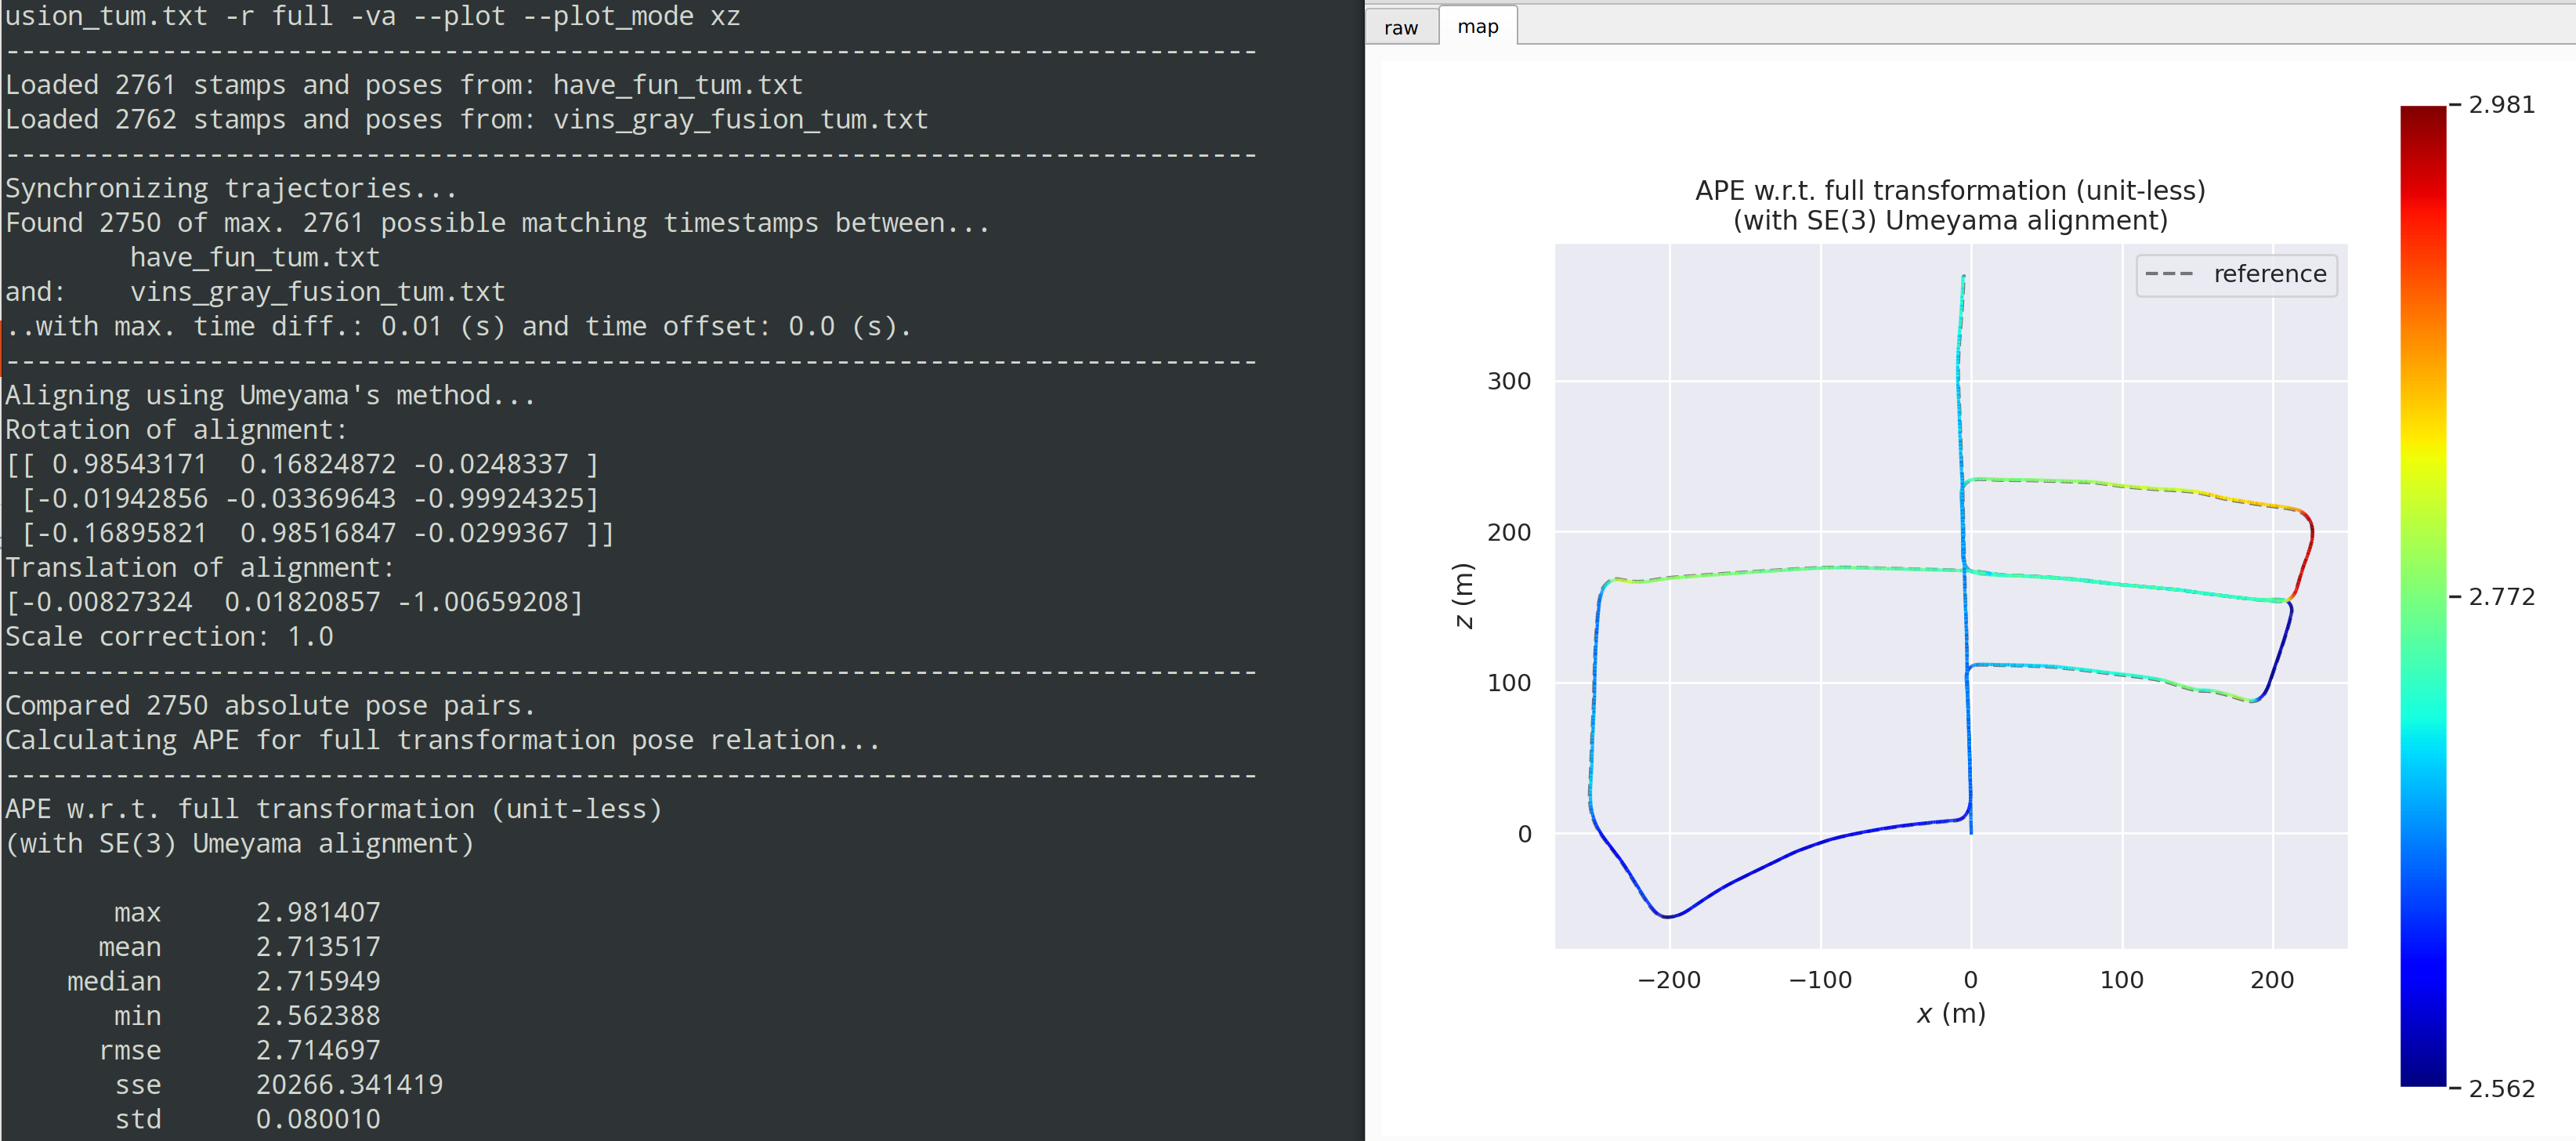 usion_tum.txt -r full -va --plot --plot_mode xz
--------------------------------------------------------------------------------
Loaded 2761 stamps and poses from: have_fun_tum.txt
Loaded 2762 stamps and poses from: vins_gray_fusion_tum.txt
--------------------------------------------------------------------------------
Synchronizing trajectories...
Found 2750 of max. 2761 possible matching timestamps between...
        have_fun_tum.txt
and:    vins_gray_fusion_tum.txt
..with max. time diff.: 0.01 (s) and time offset: 0.0 (s).
--------------------------------------------------------------------------------
Aligning using Umeyama's method...
Rotation of alignment:
[[ 0.98543171  0.16824872 -0.0248337 ]
 [-0.01942856 -0.03369643 -0.99924325]
 [-0.16895821  0.98516847 -0.0299367 ]]
Translation of alignment:
[-0.00827324  0.01820857 -1.00659208]
Scale correction: 1.0
--------------------------------------------------------------------------------
Compared 2750 absolute pose pairs.
Calculating APE for full transformation pose relation...
--------------------------------------------------------------------------------
APE w.r.t. full transformation (unit-less)
(with SE(3) Umeyama alignment)
       max      2.981407
      mean      2.713517
    median      2.715949
       min      2.562388
      rmse      2.714697
       sse      20266.341419
       std      0.080010
raw
map
APE w.r.t. full transformation (unit-less)
(with SE(3) Umeyama alignment)
reference
300
200
100
0
z (m)
−200
−100
0
100
200
x (m)
2.981
2.772
2.562